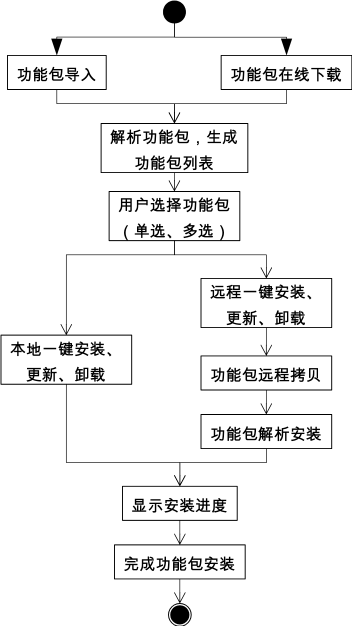 功能包导入
功能包在线下载
解析功能包，生成
功能包列表
用户选择功能包
（单选、多选）
远程一键安装、
更新、卸载
本地一键安装、
更新、卸载
功能包远程拷贝
功能包解析安装
显示安装进度
完成功能包安装